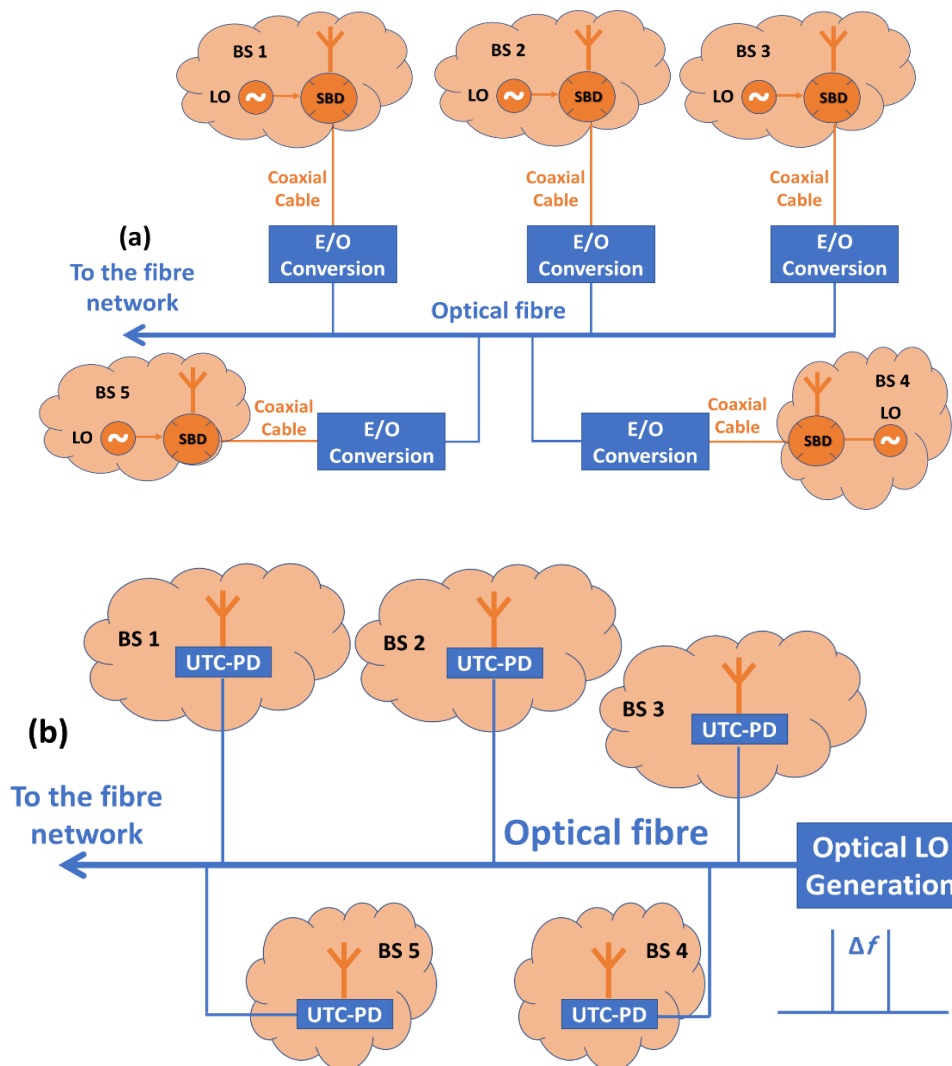 BS 1
LO
~
SBD
BS 2
LO
~
SBD
BS 3
LO
~
SBD
Coaxial
Cable
Coaxial
Cable
Coaxial
Cable
(a)
E/O
Conversion
E/O
Conversion
E/O
Conversion
To the fibre
network
Optical fibre
BS 5
LO
~
SBD
Coaxial
Cable
E/O
Conversion
E/O
Conversion
Coaxial
Cable
BS 4
LO
~
SBD
BS 1
UTC-PD
BS 2
UTC-PD
BS 3
UTC-PD
(b)
To the fibre
network
Optical fibre
Optical LO
Generation
BS 5
UTC-PD
BS 4
UTC-PD
Δf